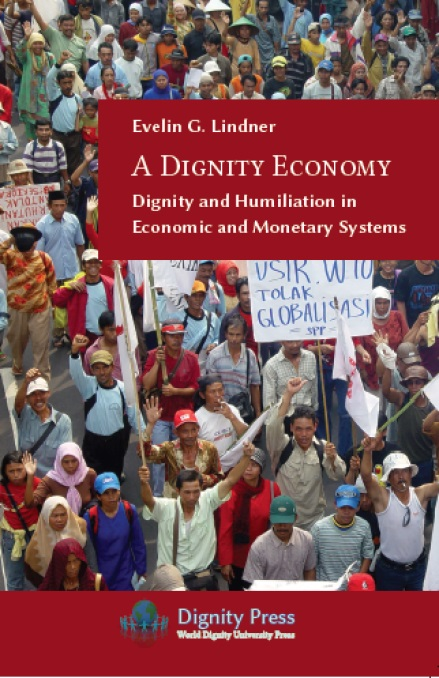 Evelin G. Lindner
A DIGNITY ECONOMY
Dignity and Humiliation in
Economic and Monetary Systems
USIR WTO
TOLAK
GLOBALISASI
SPF
Dignity Press
World Dignity University Press